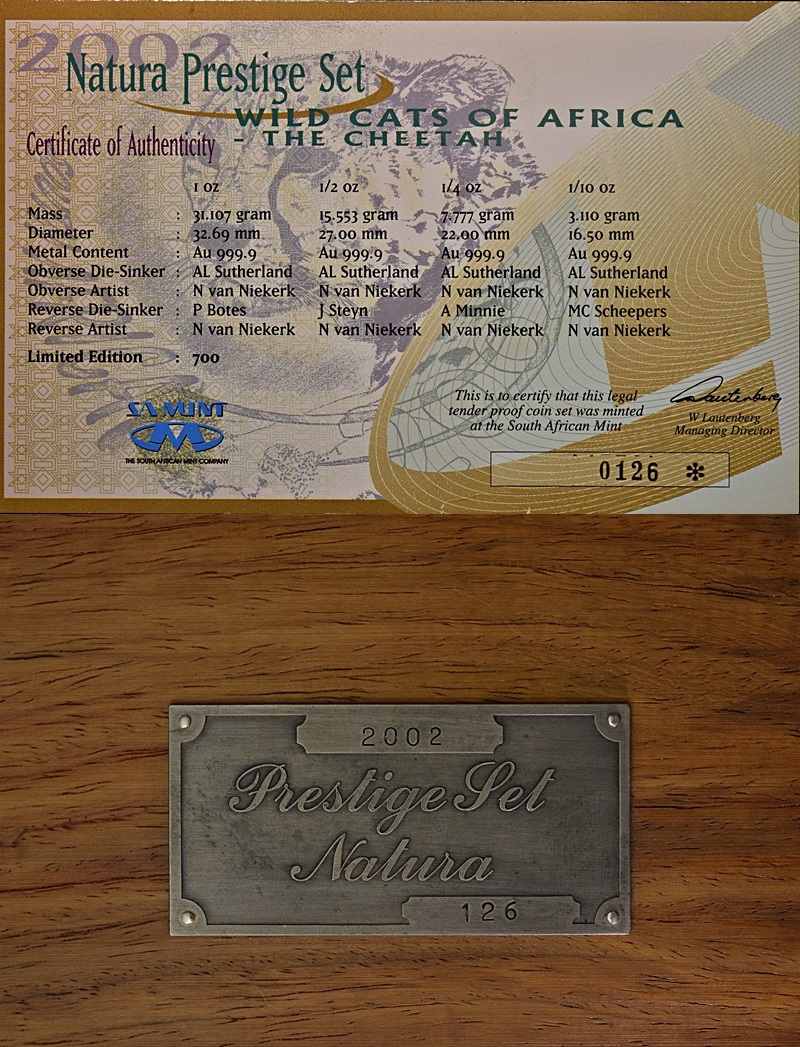 2002
Natura Prestige Set
WILD CATS OF AFRICA
- THE CHEETAH
Certificate of Authenticity
1 oz 1/2 oz 1/4 oz 1/10 oz
Mass : 31.107 gram 15.553 gram 7.777 gram 3.110 gram
Diameter : 32.69 mm 27.00 mm 22.00 mm 16.50 mm
Metal Content : Au 999.9 Au 999.9 Au 999.9 Au 999.9
Obverse Die-Sinker : AL Sutherland AL Sutherland AL Sutherland AL Sutherland
Obverse Artist : N van Niekerk N van Niekerk N van Niekerk N van Niekerk
Reverse Die-Sinker : P Botes J Steyn A Minnie MC Scheepers
Reverse Artist : N van Niekerk N van Niekerk N van Niekerk N van Niekerk
Limited Edition : 700
SA MINT
THE SOUTH AFRICAN MINT COMPANY
This is to certify that this legal
tender proof coin set was minted
at the South African Mint
Lautenberg
W Lautenberg
Managing Director
0126 *
2002
Prestige Set
Natura
126